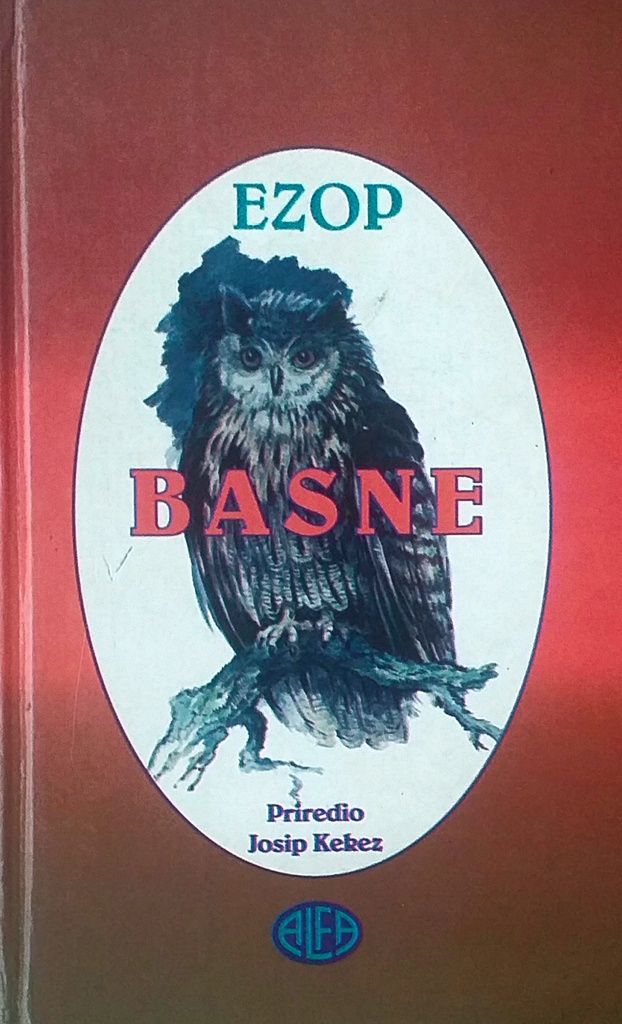 EZOP
BASNE
Priredio
Josip Kekez
ALFA